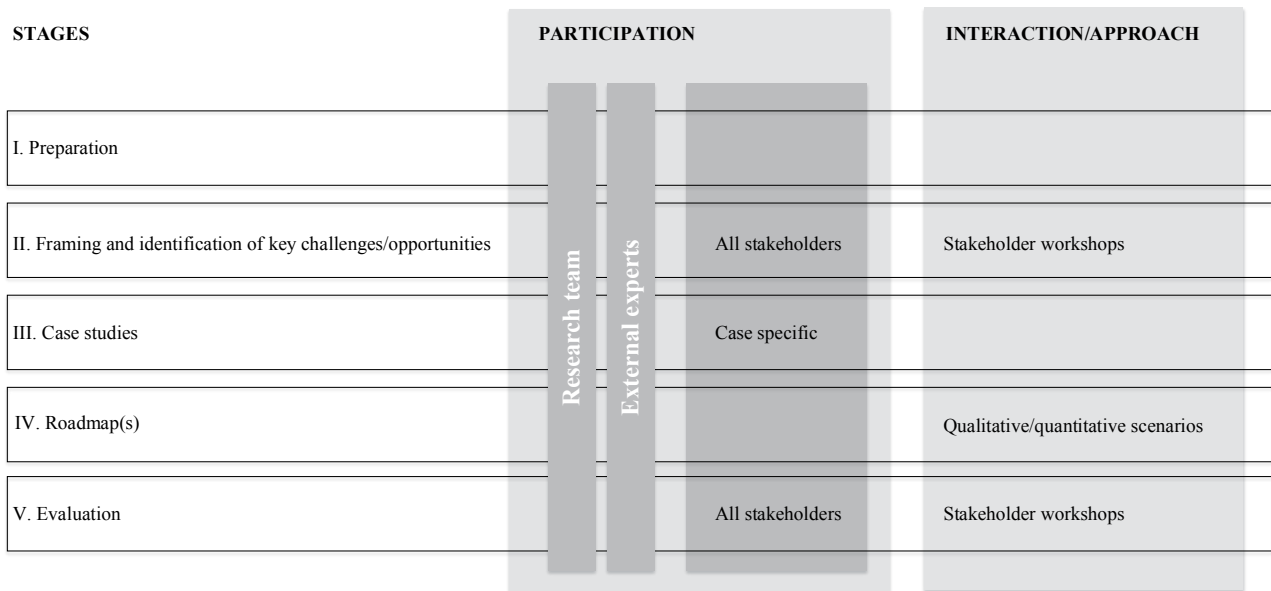 STAGES
PARTICIPATION
INTERACTION/APPROACH
I. Preparation
II. Framing and identification of key challenges/opportunities
All stakeholders
Stakeholder workshops
III. Case studies
Case specific
IV. Roadmap(s)
Qualitative/quantitative scenarios
V. Evaluation
All stakeholders
Stakeholder workshops
Research team
External experts